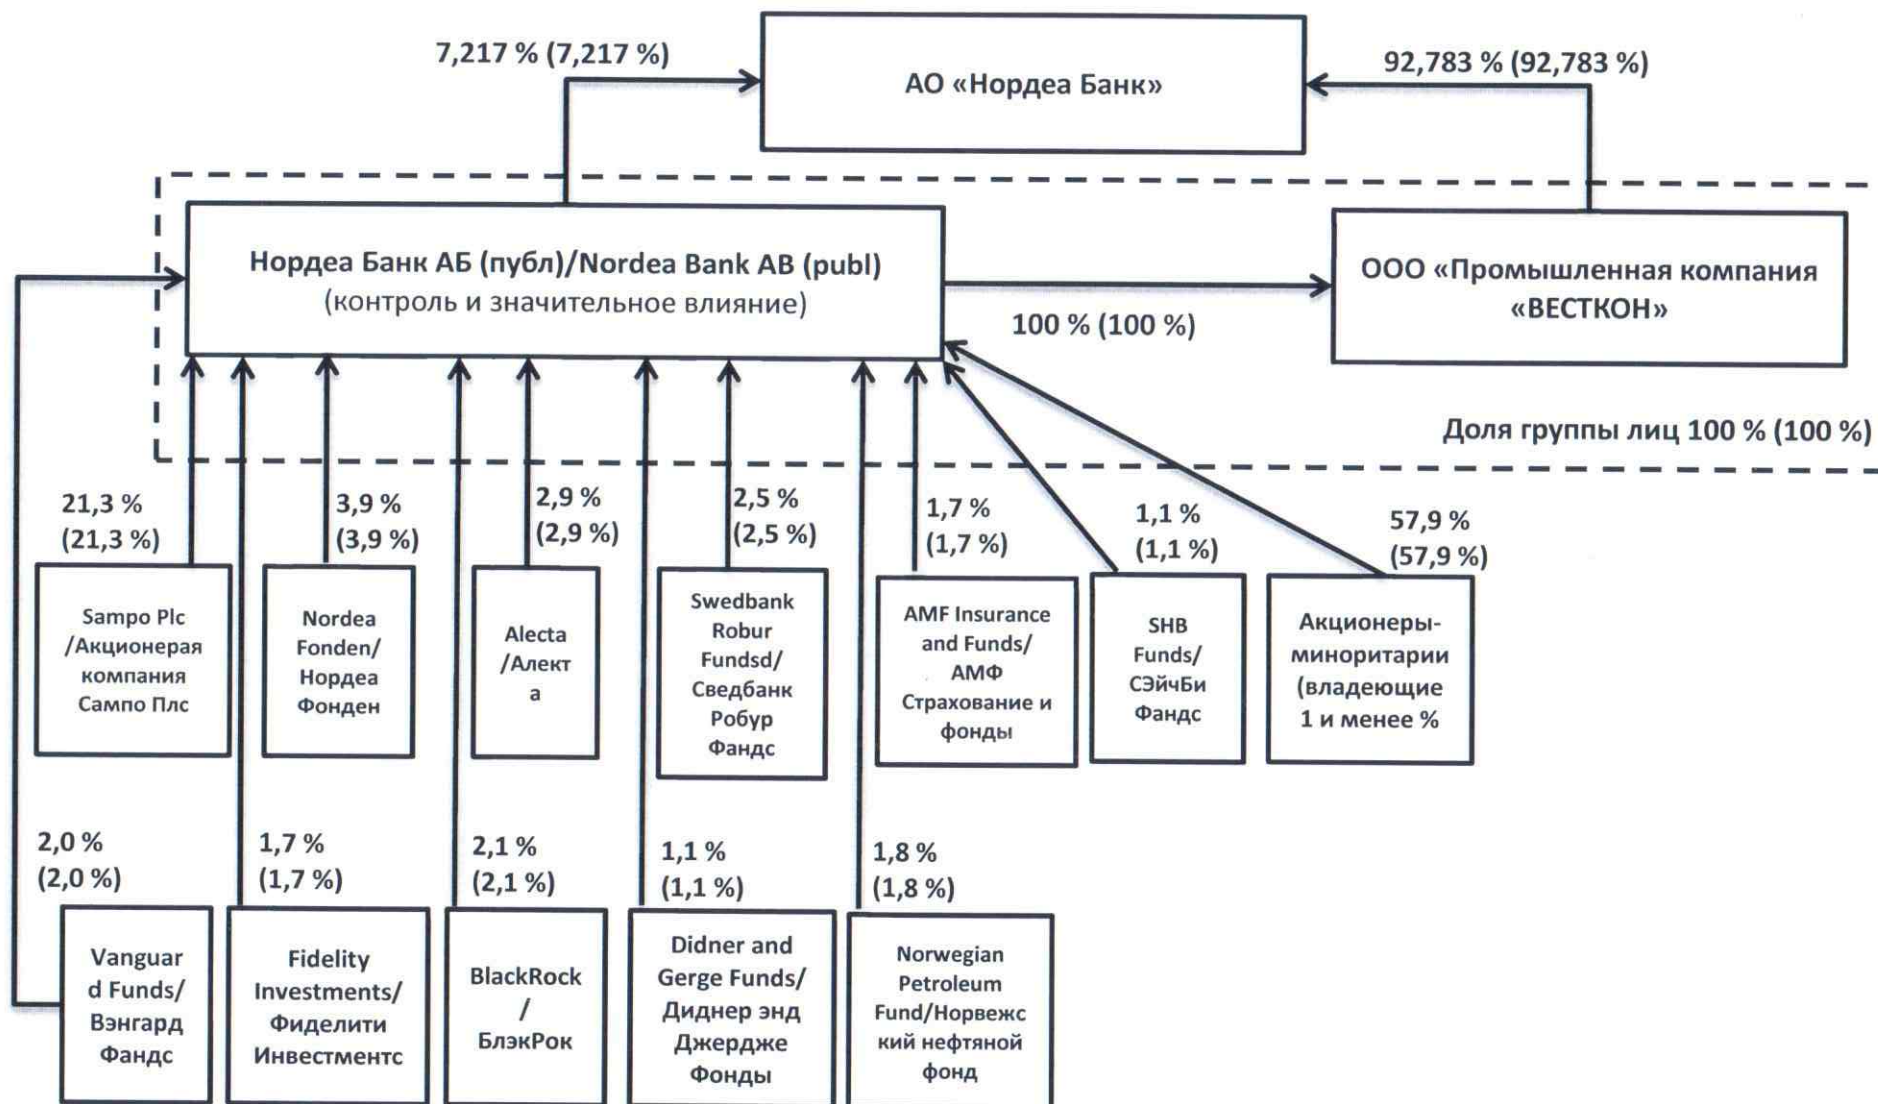 7,217 % (7,217 %)
АО «Нордеа Банк»
92,783 % (92,783 %)
Нордеа Банк АБ (публ)/Nordea Bank AB (publ)
(контроль и значительное влияние)
ООО «Промышленная компания
«ВЕСТКОН»
100 % (100 %)
Доля группы лиц 100 % (100 %)
21,3 %
(21,3 %)
3,9 %
(3,9 %)
2,9 %
(2,9 %)
2,5 %
(2,5 %)
1,7 %
(1,7 %)
1,1 %
(1,1 %)
57,9 %
(57,9 %)
Sampo Plc
/Акционерая
компания
Сампо Плс
Nordea
Fonden/
Нордеа
Фонден
Alecta
/Алект
а
Swedbank
Robur
Fundsd/
Сведбанк
Робур
Фандс
AMF Insurance
and Funds/
АМФ
Страхование и
фонды
SHB
Funds/
СЭйчБи
Фандс
Акционеры-
миноритарии
(владеющие
1 и менее %
2,0 %
(2,0 %)
1,7 %
(1,7 %)
2,1 %
(2,1 %)
1,1 %
(1,1 %)
1,8 %
(1,8 %)
Vanguar
d Funds/
Вэнгард
Фандс
Fidelity
Investments/
Фиделити
Инвестментс
BlackRock
/
БлэкРок
Didner and
Gerge Funds/
Диднер энд
Джердже
Фонды
Norwegian
Petroleum
Fund/Норвежс
кий нефтяной
фонд